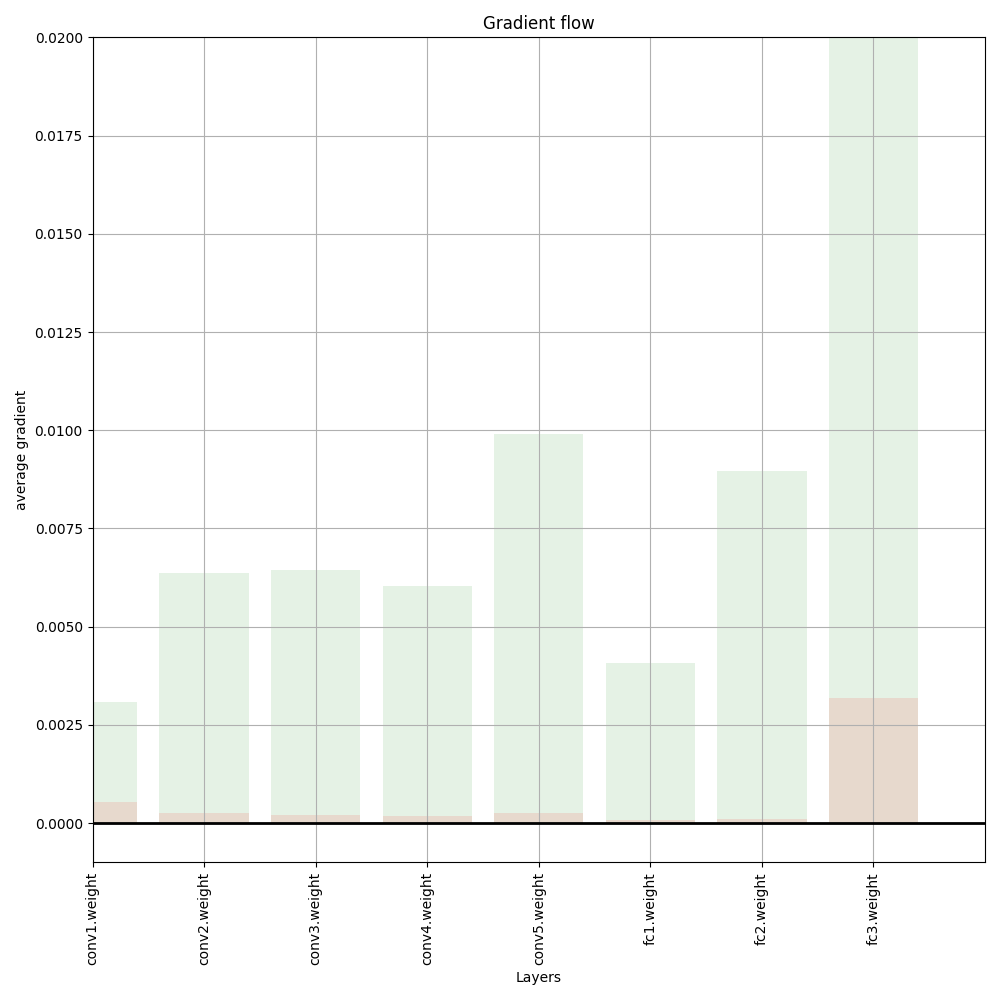 Gradient flow
0.0200
0.0175
0.0150
0.0125
0.0100
0.0075
0.0050
0.0025
0.0000
average gradient
conv1.weight
conv2.weight
conv3.weight
conv4.weight
conv5.weight
fc1.weight
fc2.weight
fc3.weight
Layers